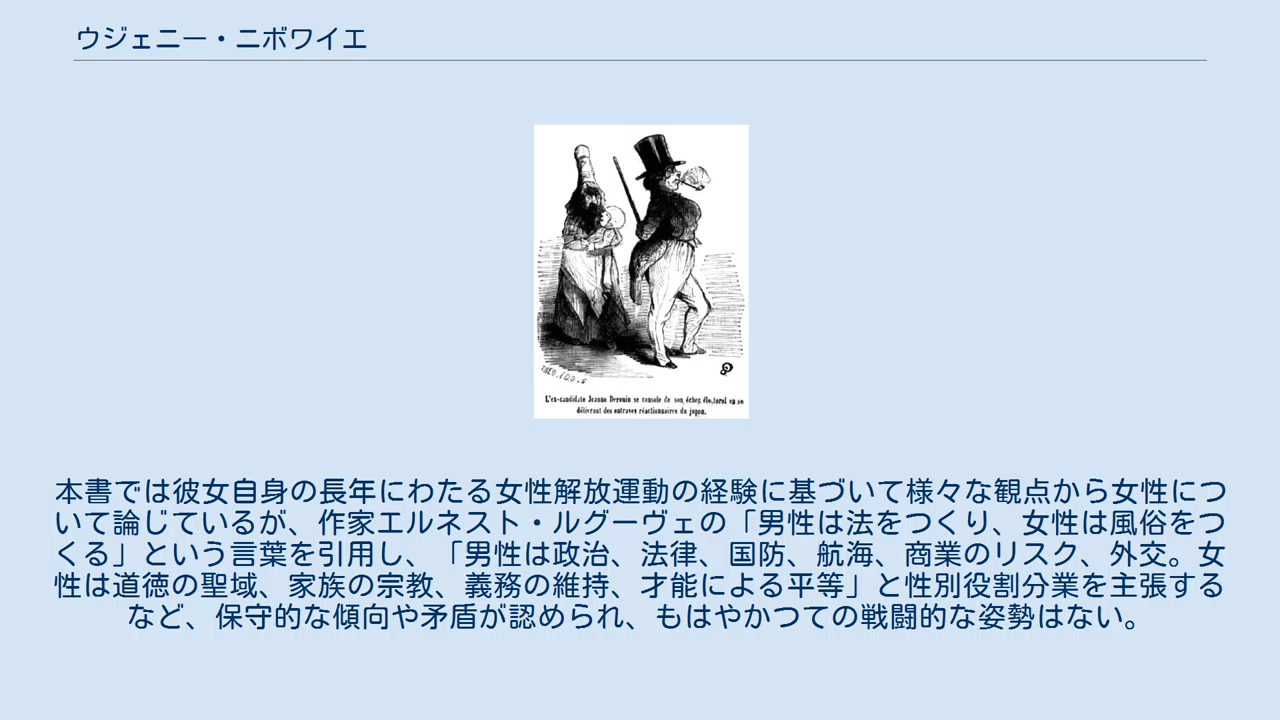 ウジェニー・ニボワイエ
L'ex-candidate Jeanne Derouin se console de son échec électoral en se
délivrant des entraves réactionnaires du jupon.
本書では彼女自身の長年にわたる女性解放運動の経験に基づいて様々な観点から女性につ
いて論じているが、作家エルネスト・ルグーヴェの「男性は法をつくり、女性は風俗をつ
くる」という言葉を引用し、「男性は政治、法律、国防、航海、商業のリスク、外交。女
性は道徳の聖域、家族の宗教、義務の維持、才能による平等」と性別役割分業を主張する
など、保守的な傾向や矛盾が認められ、もはやかつての戦闘的な姿勢はない。